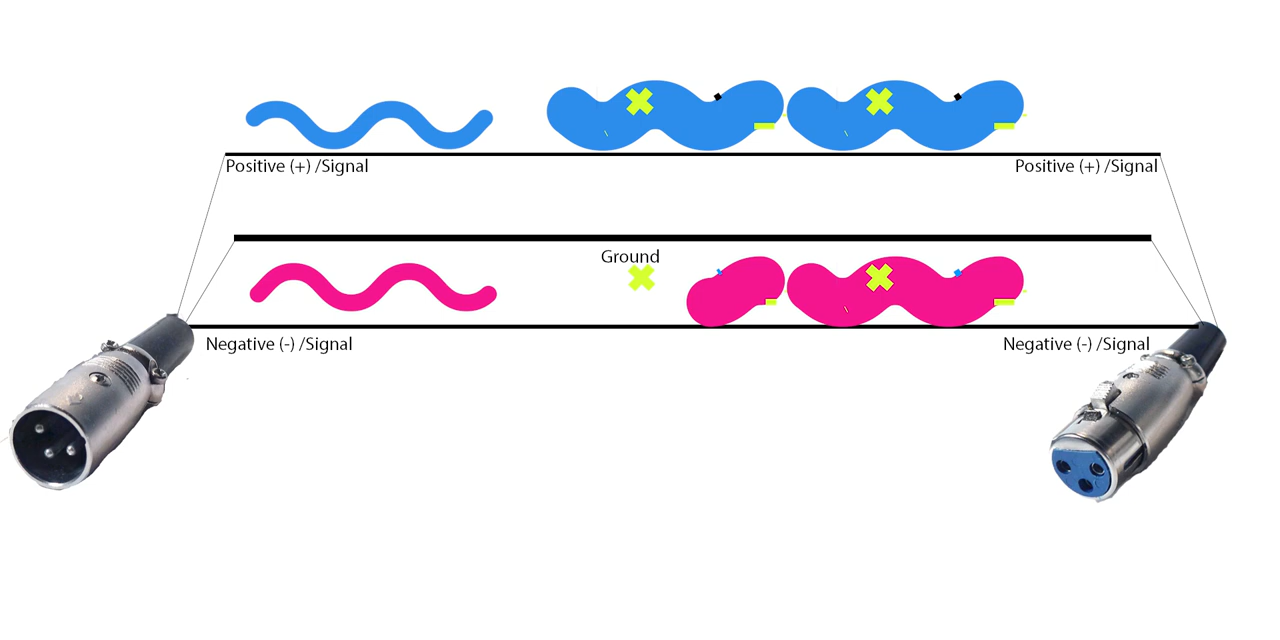 Positive (+) /Signal
Positive (+) /Signal
Ground
Negative (-) /Signal
Negative (-) /Signal